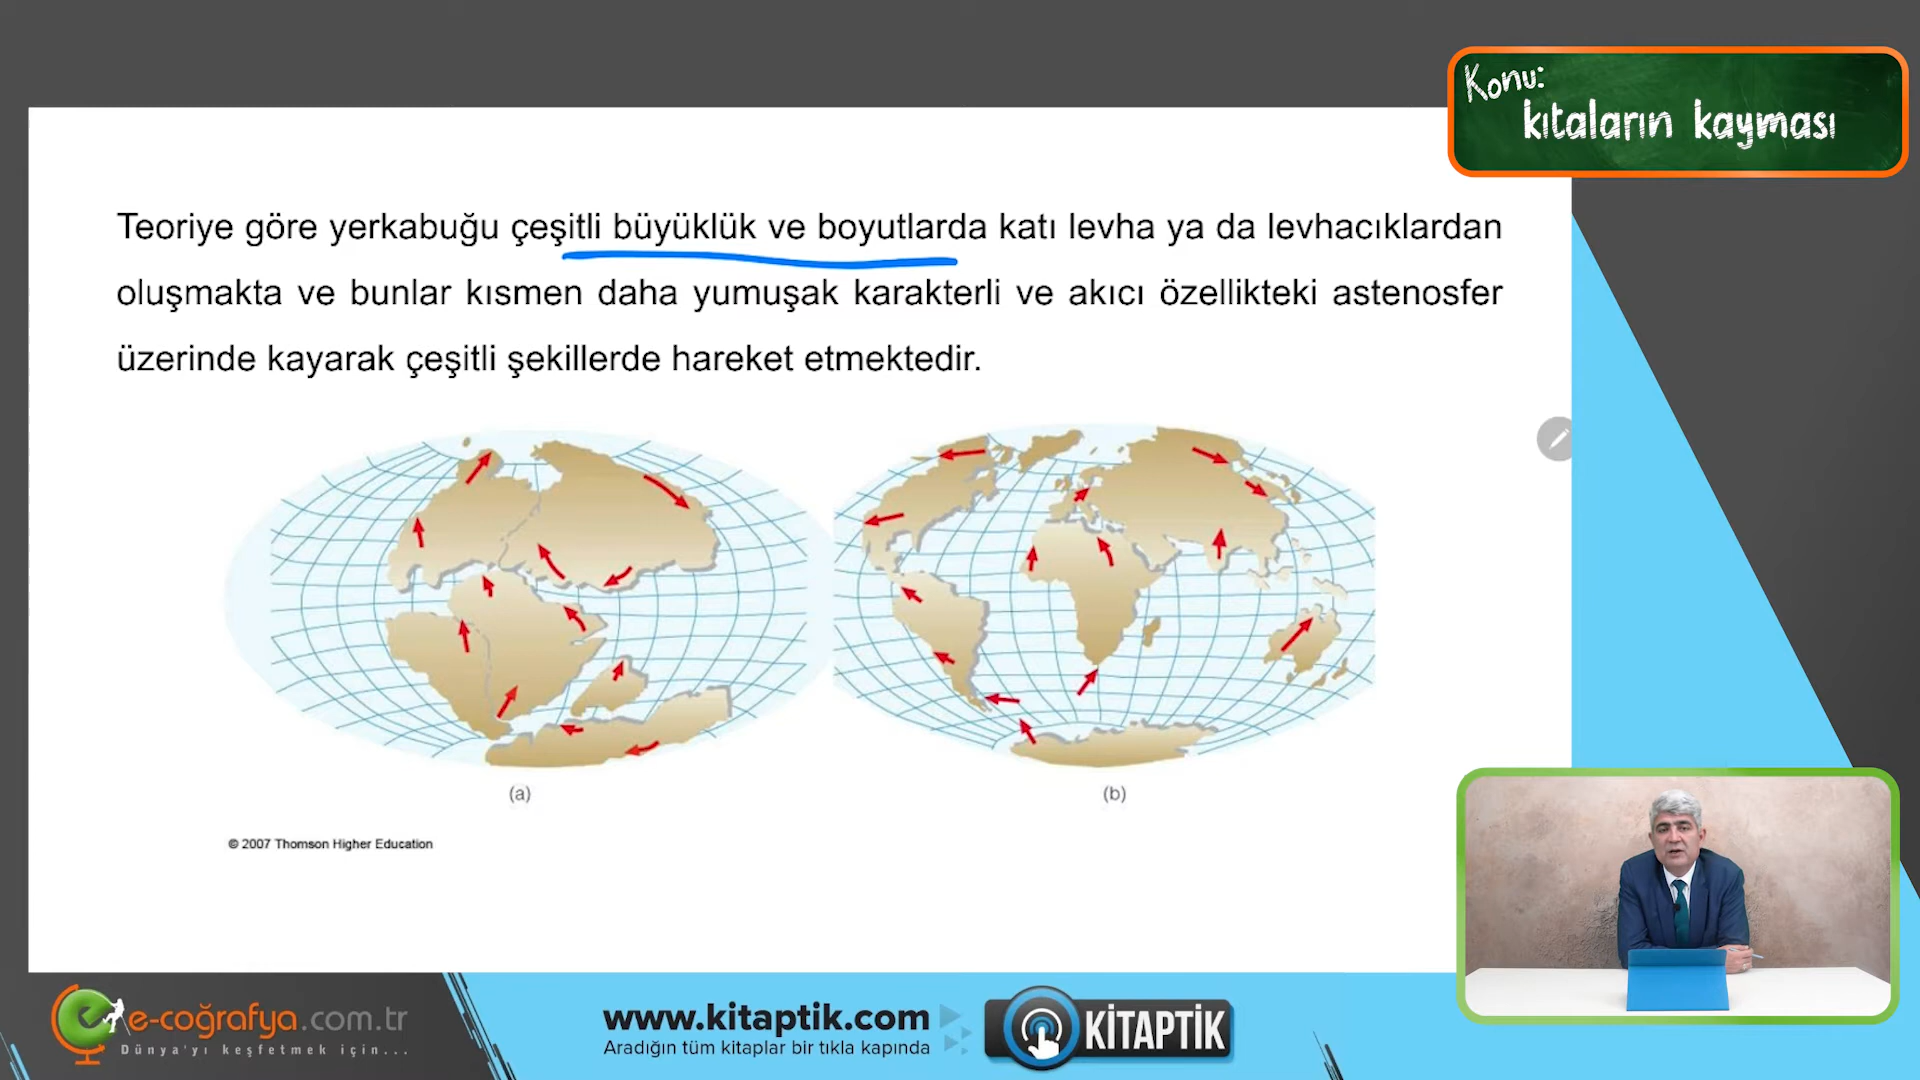 Konu:
kıtaların kayması
Teoriye göre yerkabuğu çeşitli büyüklük ve boyutlarda katı levha ya da levhacıklardan
oluşmakta ve bunlar kısmen daha yumuşak karakterli ve akıcı özellikteki astenosfer
üzerinde kayarak çeşitli şekillerde hareket etmektedir.
(a)
(b)
© 2007 Thomson Higher Education
e-coğrafya.com.tr
Dünya'yı keşfetmek için...
www.kitaptik.com
Aradığın tüm kitaplar bir tıkla kapında
KİTAPTİK